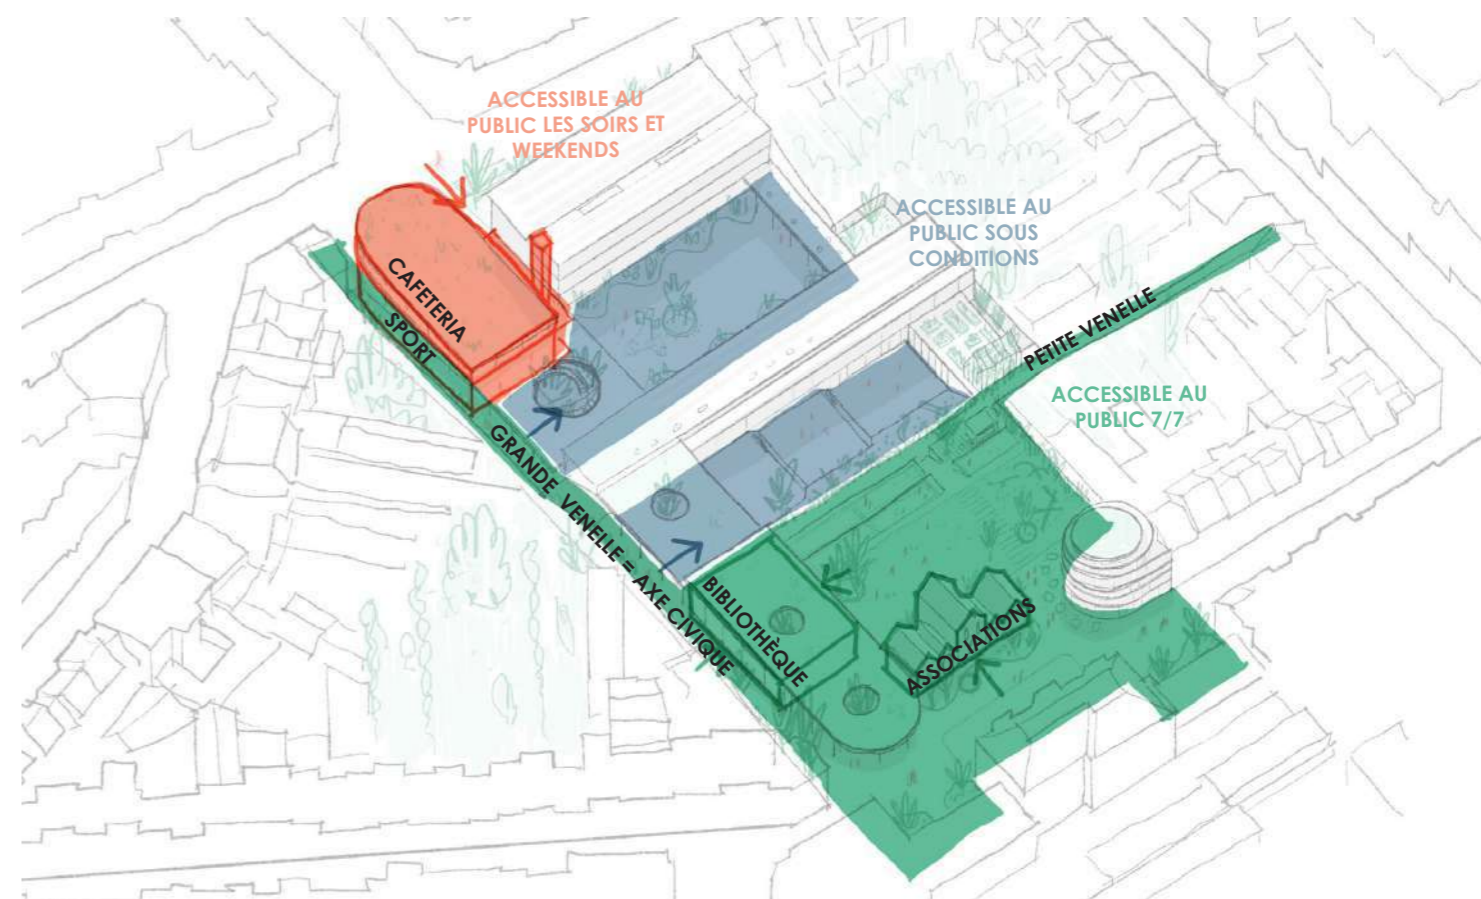 ACCESSIBLE AU
PUBLIC LES SOIRS ET
WEEKENDS
ACCESSIBLE AU
PUBLIC SOUS
CONDITIONS
CAFETERIA
SPORT
PETITE VENELLE
ACCESSIBLE AU
PUBLIC 7/7
GRANDE VENELLE = AXE CIVIQUE
BIBLIOTHÈQUE
ASSOCIATIONS